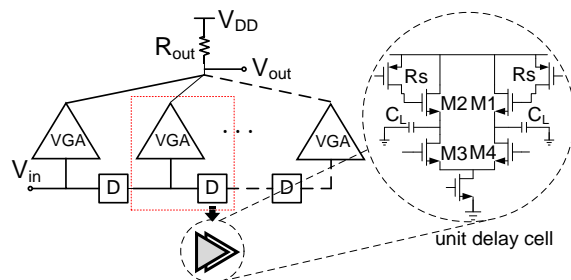 VDD
Rout
Vout
VGA
VGA
. . .
VGA
Vin
D
D
D
Rs
Rs
M2 M1
CL
CL
M3 M4
unit delay cell